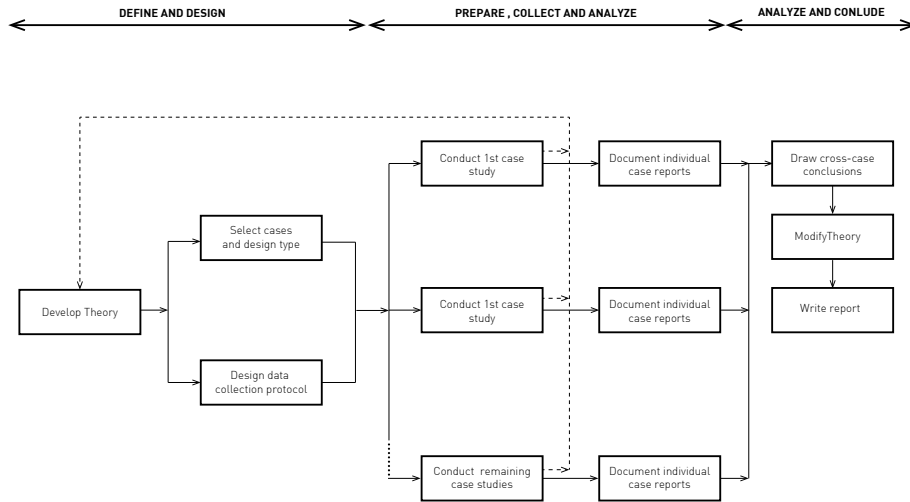 DEFINE AND DESIGN
PREPARE , COLLECT AND ANALYZE
ANALYZE AND CONLUDE
Conduct 1st case
study
Document individual
case reports
Draw cross-case
conclusions
Select cases
and design type
ModifyTheory
Develop Theory
Conduct 1st case
study
Document individual
case reports
Write report
Design data
collection protocol
Conduct remaining
case studies
Document individual
case reports